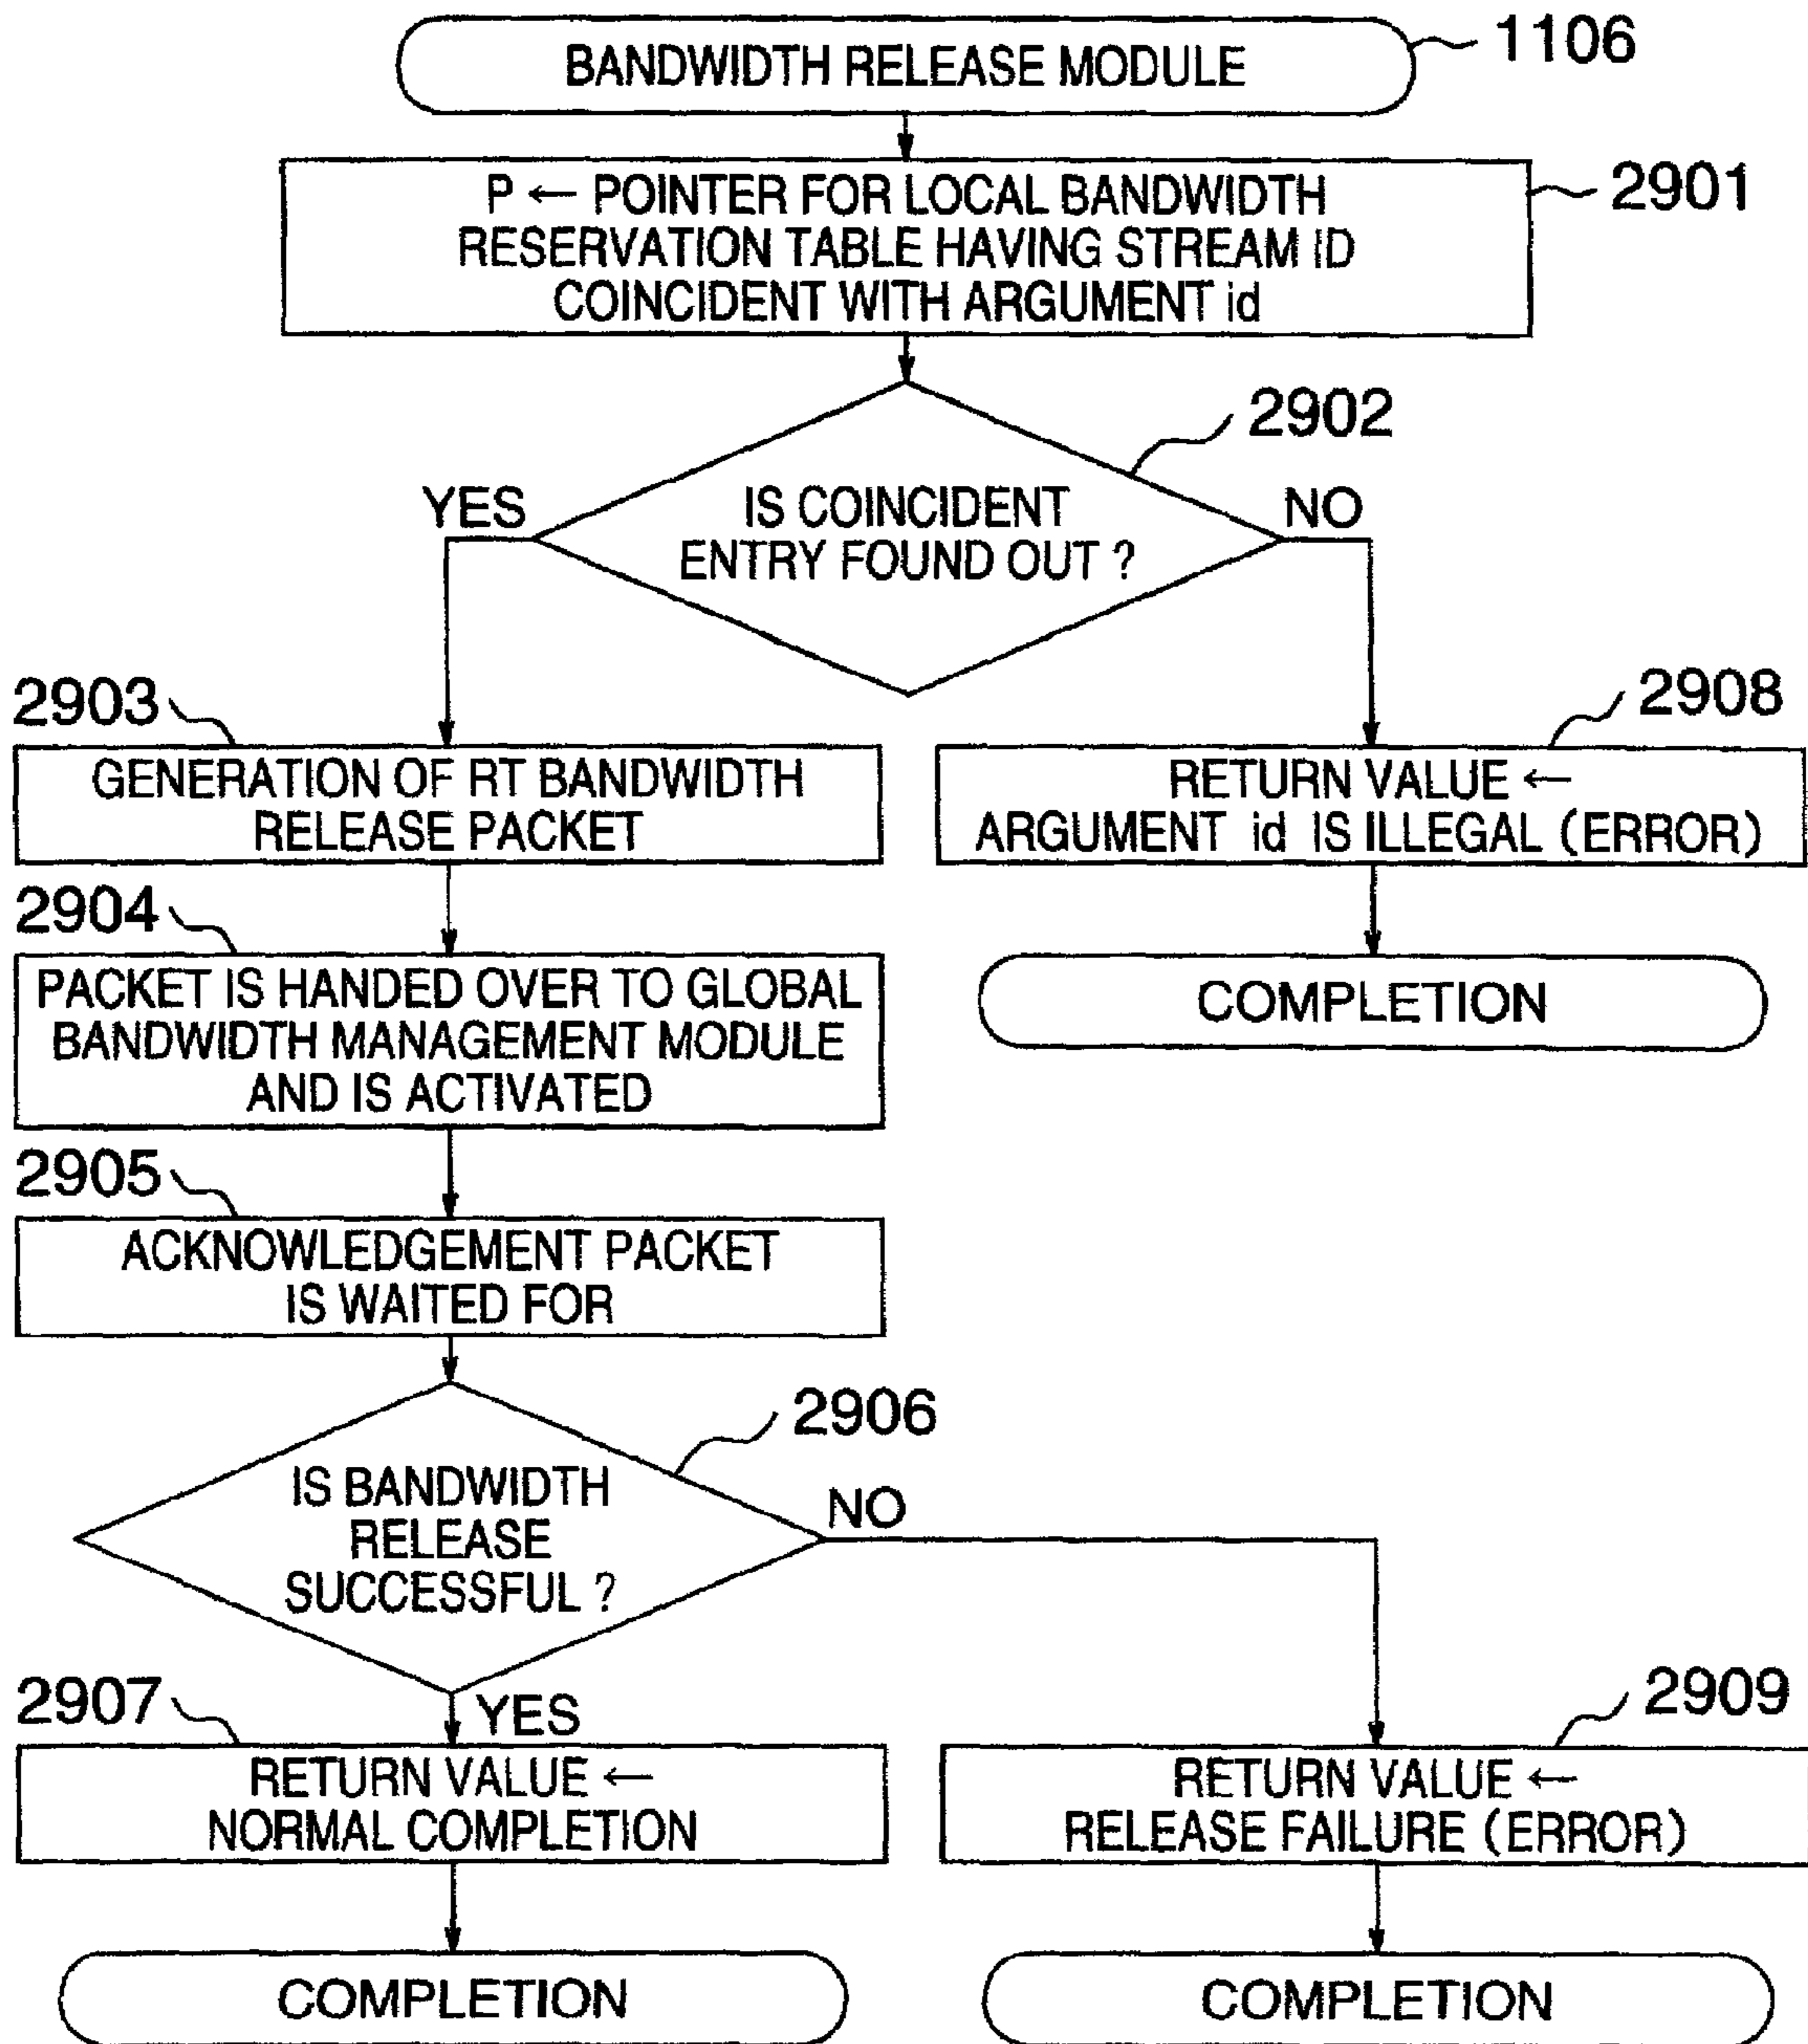 BANDWIDTH RELEASE MODULE
1106
P ← POINTER FOR LOCAL BANDWIDTH
RESERVATION TABLE HAVING STREAM ID
COINCIDENT WITH ARGUMENT id
2901
2902
YES
IS COINCIDENT
ENTRY FOUND OUT ?
NO
2903
GENERATION OF RT BANDWIDTH
RELEASE PACKET
2908
RETURN VALUE ←
ARGUMENT id IS ILLEGAL (ERROR)
2904
PACKET IS HANDED OVER TO GLOBAL
BANDWIDTH MANAGEMENT MODULE
AND IS ACTIVATED
COMPLETION
2905
ACKNOWLEDGEMENT PACKET
IS WAITED FOR
2906
IS BANDWIDTH
RELEASE
SUCCESSFUL ?
NO
YES
2907
RETURN VALUE ←
NORMAL COMPLETION
2909
RETURN VALUE ←
RELEASE FAILURE (ERROR)
COMPLETION
COMPLETION